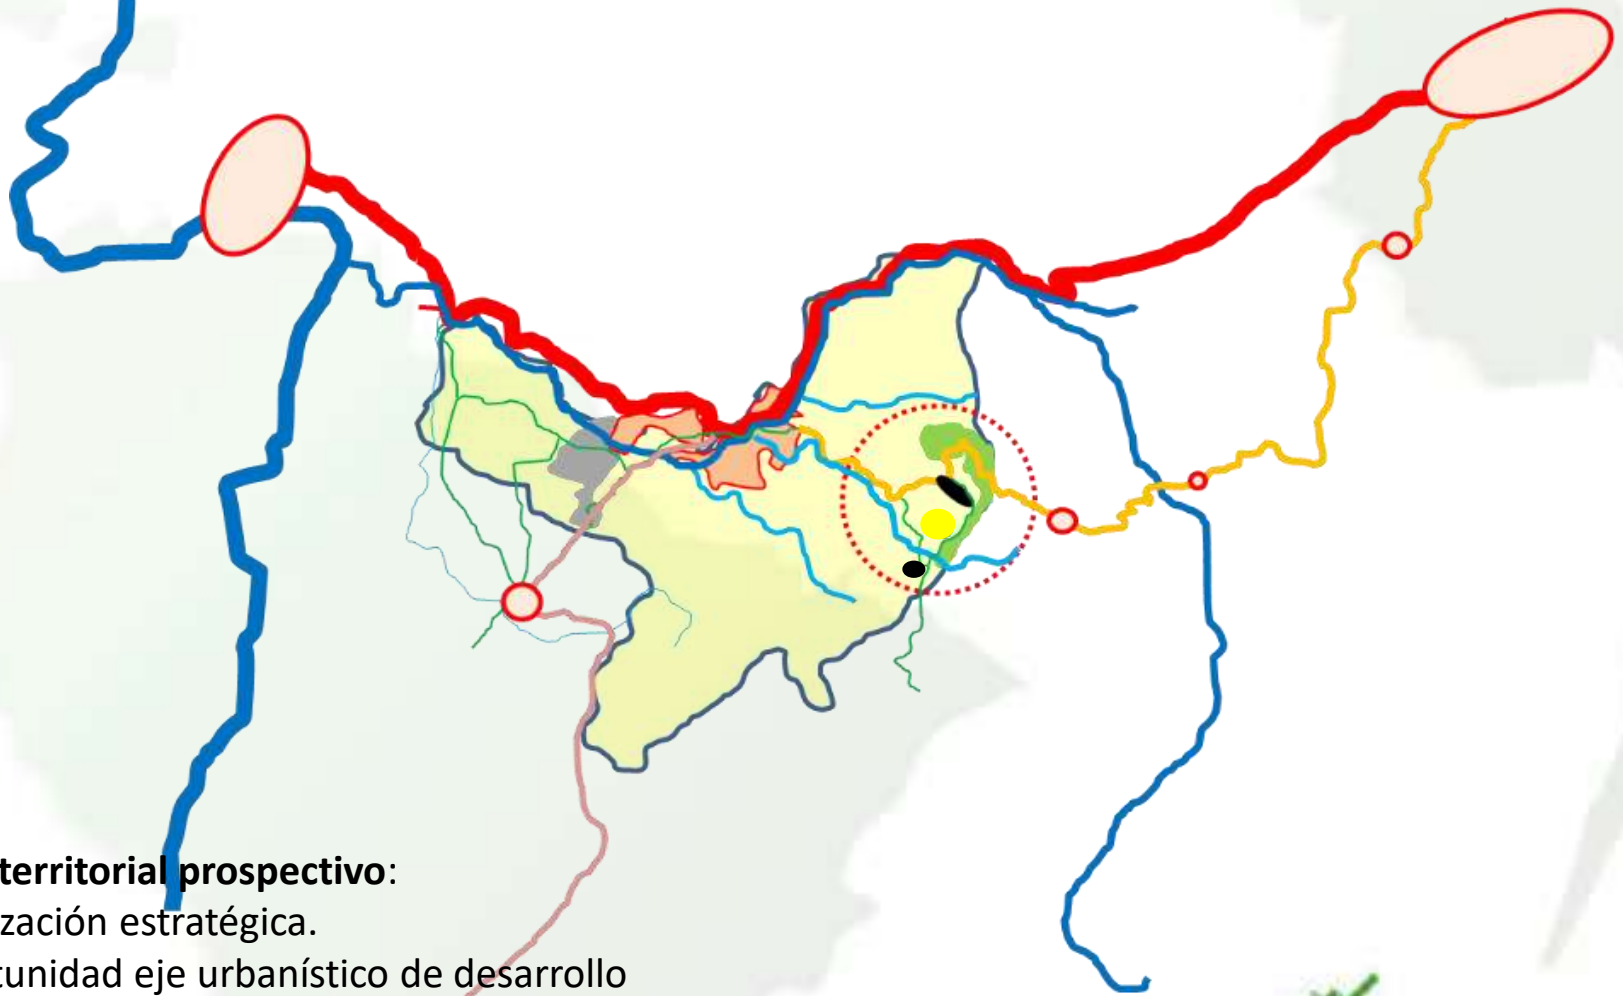 territorial prospectivo:
zación estratégica.
tunidad eje urbanístico de desarrollo